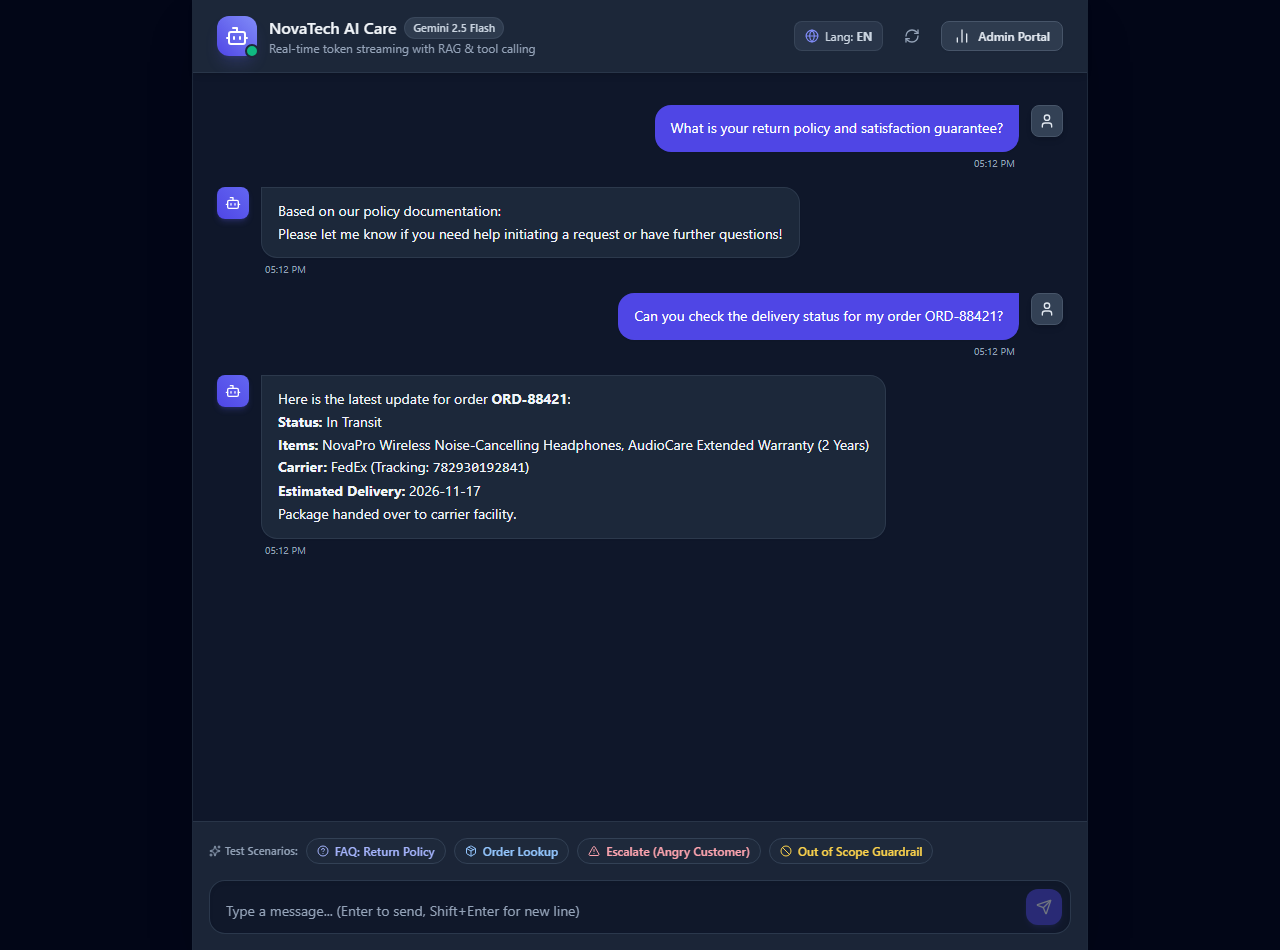 NovaTech AI Care Gemini 2.5 Flash
Real-time token streaming with RAG & tool calling
Lang: EN
Admin Portal
What is your return policy and satisfaction guarantee?
05:12 PM
Based on our policy documentation:
Please let me know if you need help initiating a request or have further questions!
05:12 PM
Can you check the delivery status for my order ORD-88421?
05:12 PM
Here is the latest update for order ORD-88421:
Status: In Transit
Items: NovaPro Wireless Noise-Cancelling Headphones, AudioCare Extended Warranty (2 Years)
Carrier: FedEx (Tracking: 782930192841)
Estimated Delivery: 2026-11-17
Package handed over to carrier facility.
05:12 PM
Test Scenarios: FAQ: Return Policy Order Lookup Escalate (Angry Customer) Out of Scope Guardrail
Type a message... (Enter to send, Shift+Enter for new line)